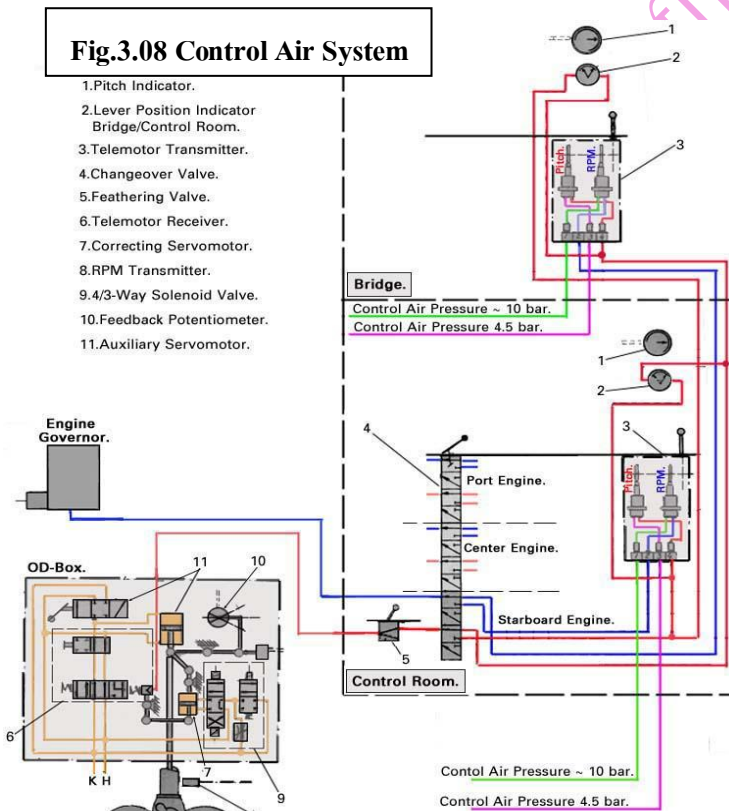 Fig.3.08 Control Air System
1.Pitch Indicator.
2.Lever Position Indicator
Bridge/Control Room.
3.Telemotor Transmitter.
4.Changeover Valve.
5.Feathering Valve.
6.Telemotor Receiver.
7.Correcting Servomotor.
8.RPM Transmitter.
9.4/3-Way Solenoid Valve.
10.Feedback Potentiometer.
11.Auxiliary Servomotor.
1
2
3
Pitch.
RPM.
1 2 3 4
Bridge.
Control Air Pressure ~ 10 bar.
Control Air Pressure 4.5 bar.
1
2
3
4
Pitch.
RPM.
Port Engine.
Center Engine.
Starboard Engine.
5
Control Room.
Engine
Governor.
OD-Box.
11
10
6
7
9
K H
Contol Air Pressure ~ 10 bar.
Control Air Pressure 4.5 bar.